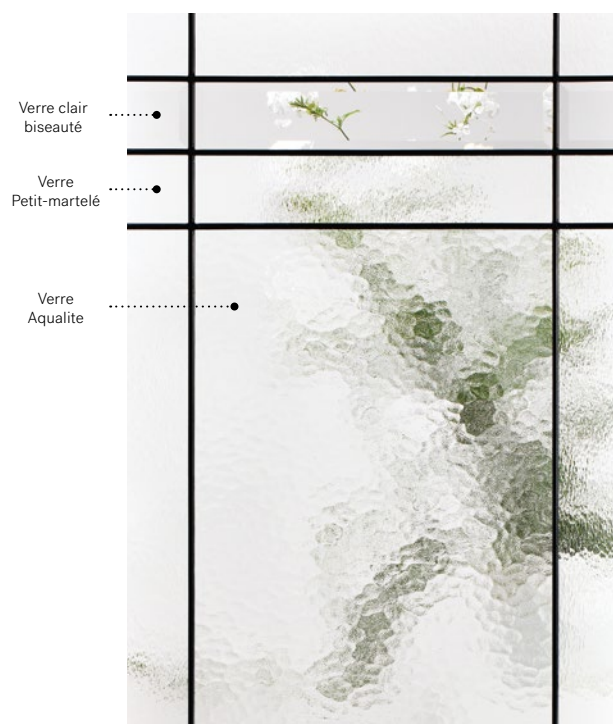 Verre clair
biseauté
Verre
Petit-martelé
Verre
Aqualite